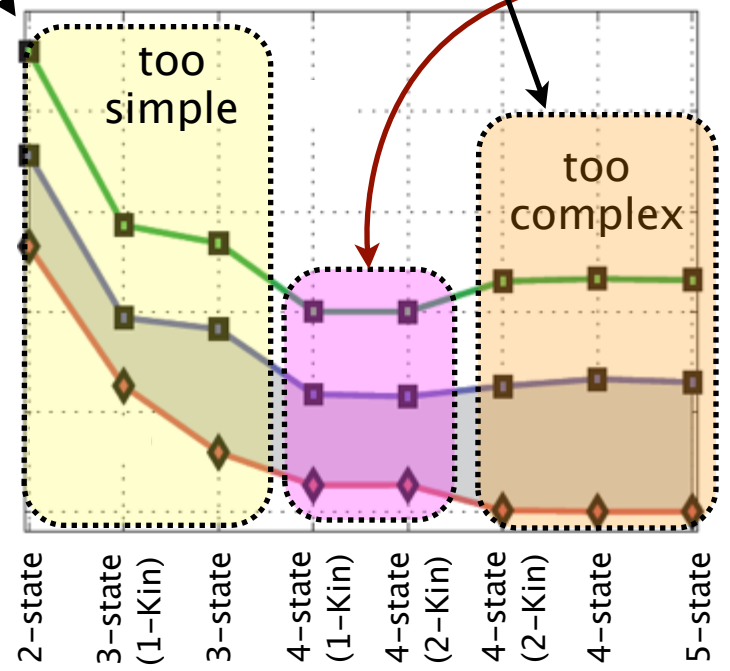 too
simple
too
complex
2-state
3-state
(1-Kin)
3-state
4-state
(1-Kin)
4-state
(2-Kin)
4-state
(2-Kin)
4-state
5-state